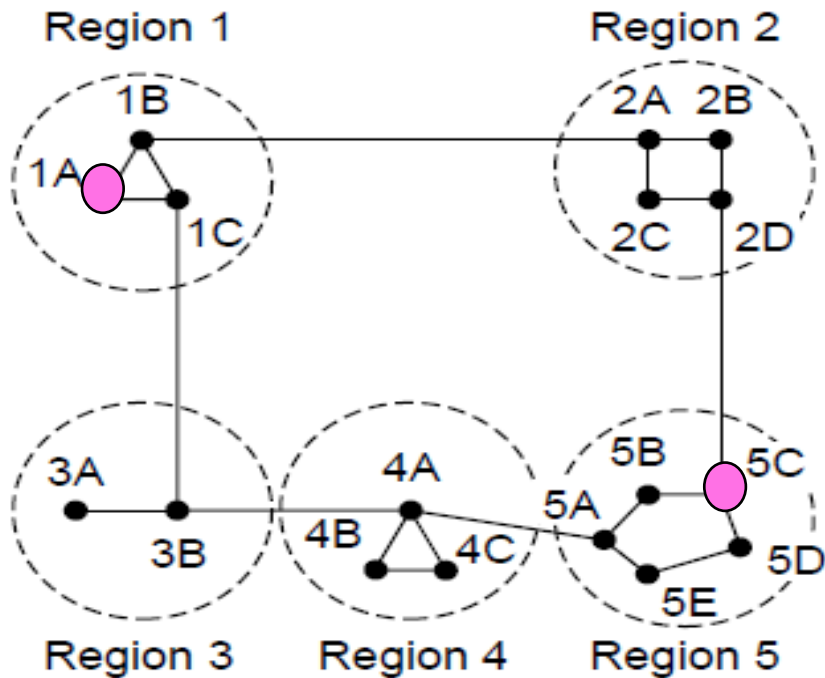 Region 1
Region 2
1B
2A 2B
1A
1C
2C
2D
3A
4A
5B
5C
5A
3B
4B
4C
5D
5E
Region 3
Region 4
Region 5